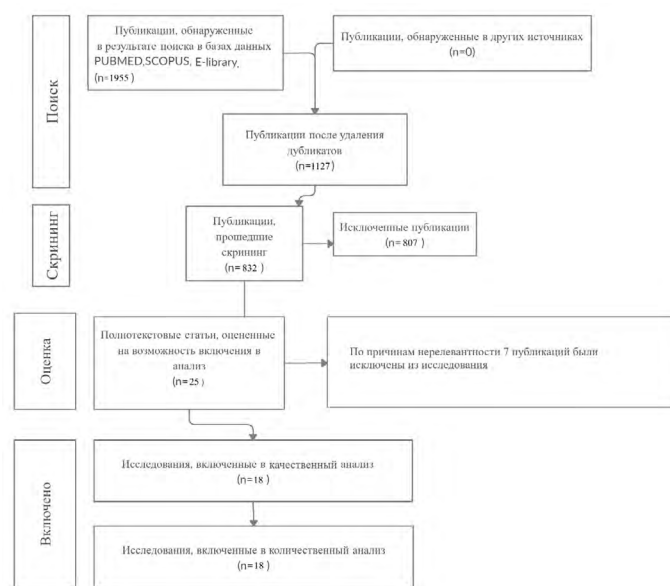 Публикации, обнаруженные
в результате поиска в базах данных
PUBMED,SCOPUS, E-library,
(n=1955)
Публикации, обнаруженные в других источниках
(n=0)
Поиск
Публикации после удаления
дубликатов
(n=1127)
Скрининг
Публикации,
прошедшие
скрининг
(n= 832 )
Исключенные публикации
(n= 807 )
Оценка
Полнотекстовые статьи, оцененные
на возможность включения в
анализ
(n=25 )
По причинам нерелевантности 7 публикаций были
исключены из исследования
Включено
Исследования, включенные в качественный анализ
(n=18 )
Исследования, включенные в количественный анализ
(n=18 )